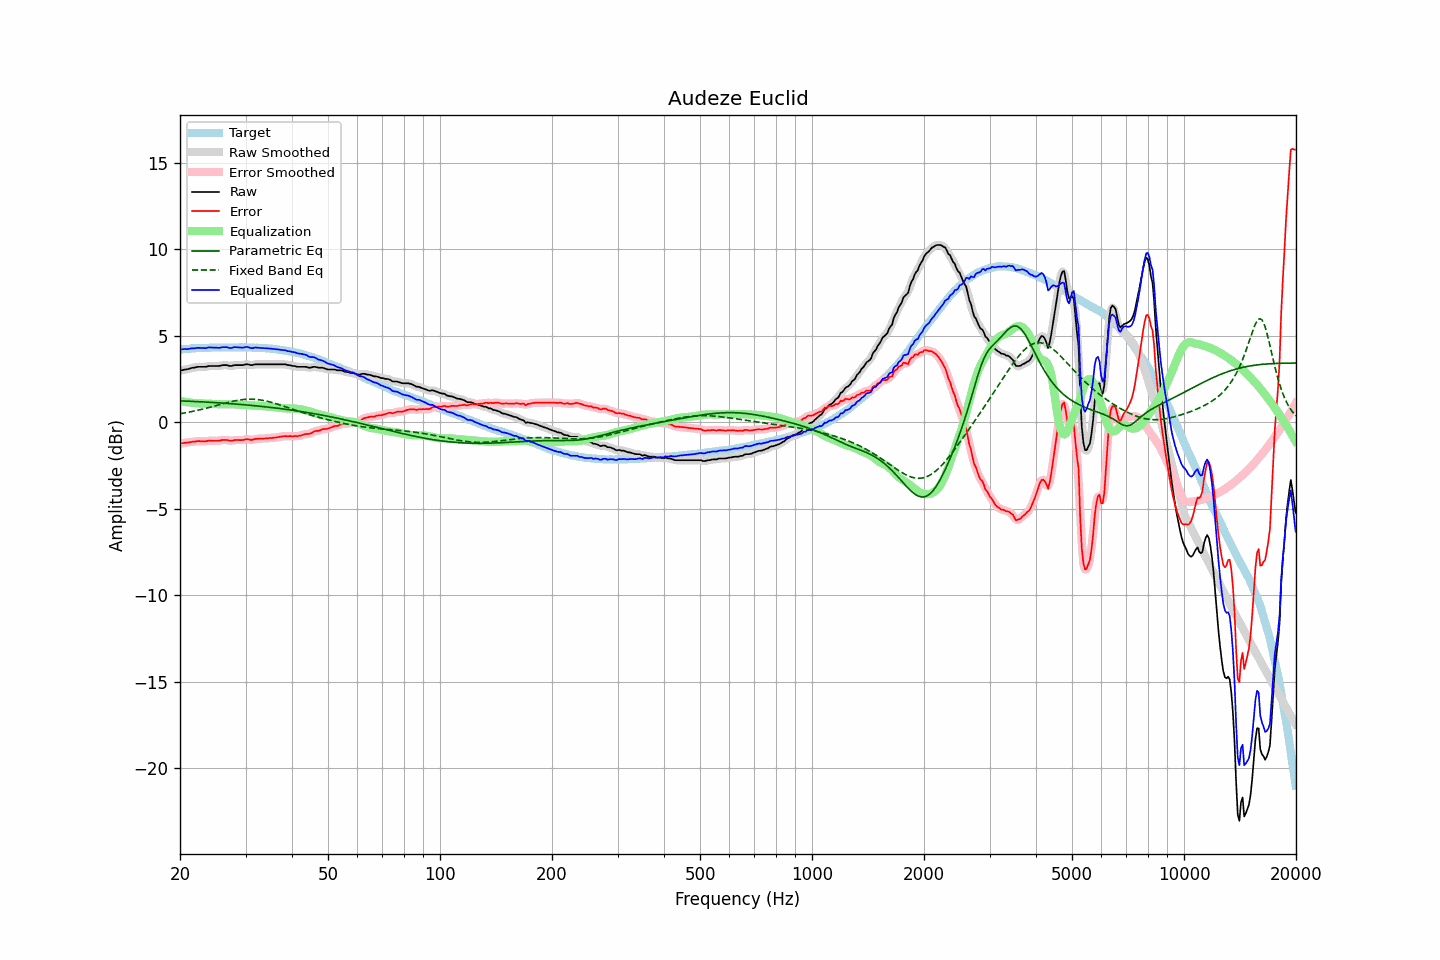 Audeze Euclid
Target
Raw Smoothed
Error Smoothed
Raw
Error
Equalization
Parametric Eq
Fixed Band Eq
Equalized
15
10
5
0
−5
−10
−15
−20
Amplitude (dBr)
20 50 100 200 500 1000 2000 5000 10000 20000
Frequency (Hz)